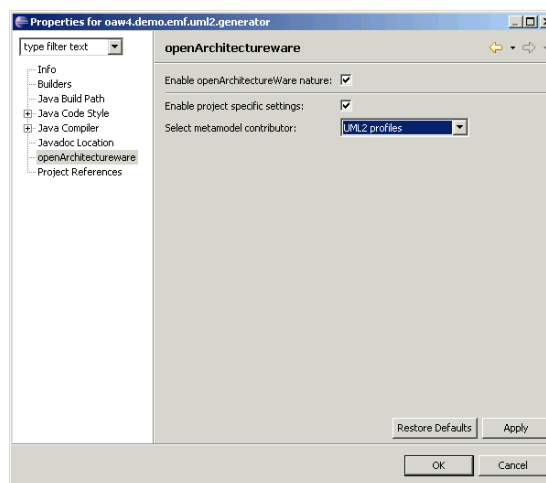 Properties for oaw4.demo.emf.uml2.generator
type filter text
openArchitectureware
Info
Builders
Java Build Path
Java Code Style
Java Compiler
Javadoc Location
openArchitectureware
Project References
Enable openArchitectureWare nature:
Enable project specific settings:
Select metamodel contributor:
UML2 profiles
Restore Defaults
Apply
OK
Cancel